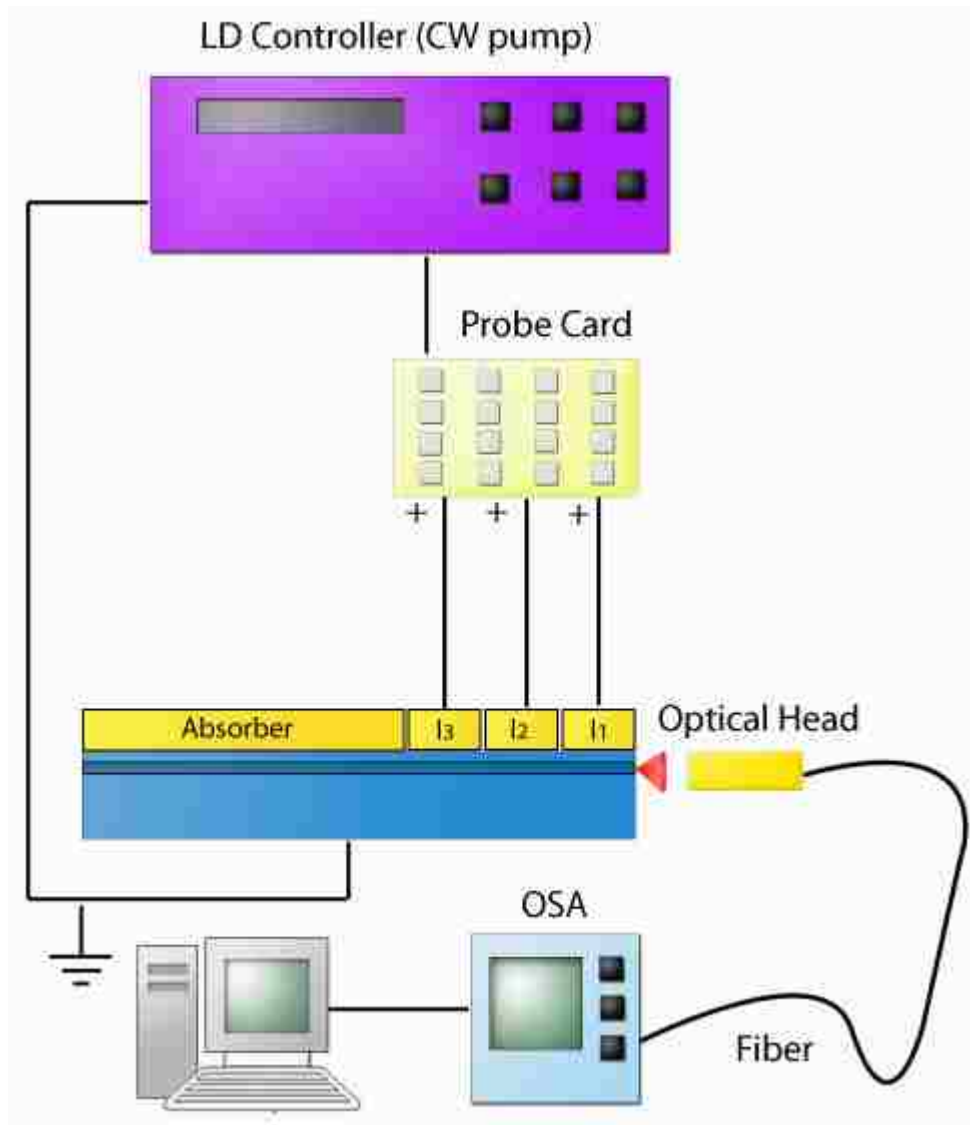 LD Controller (CW pump)
Probe Card
+ + +
Absorber I3 I2 I1
Optical Head
OSA
Fiber